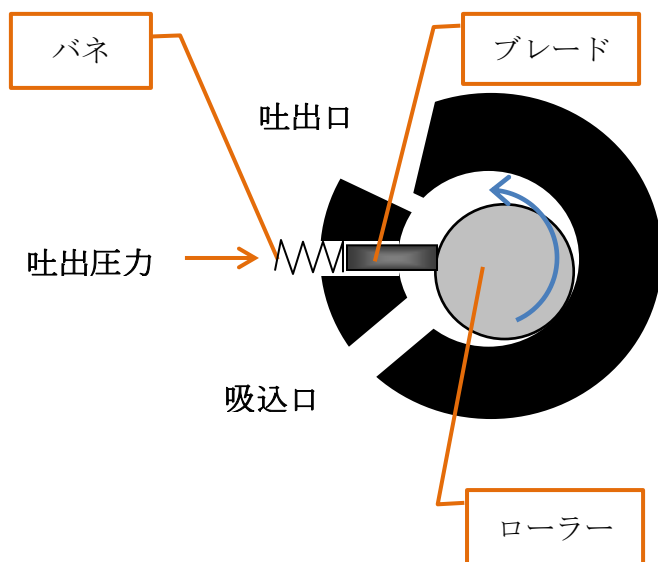 バネ
ブレード
吐出口
吐出圧力
吸込口
ローラー